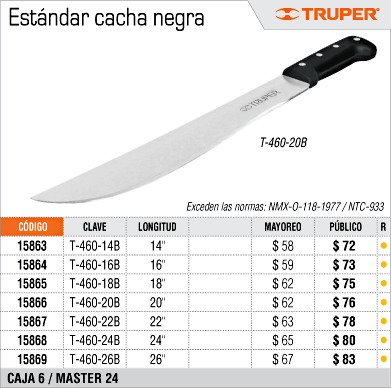 Estándar cacha negra
TRUPER®
TRUPER
T-460-20B
Exceden las normas: NMX-O-118-1977 / NTC-933
CÓDIGO CLAVE LONGITUD MAYOREO PÚBLICO R
15863 T-460-14B 14" $ 58 $ 72
15864 T-460-16B 16" $ 59 $ 73
15865 T-460-18B 18" $ 62 $ 75
15866 T-460-20B 20" $ 62 $ 76
15867 T-460-22B 22" $ 63 $ 78
15868 T-460-24B 24" $ 65 $ 80
15869 T-460-26B 26" $ 67 $ 83
CAJA 6 / MASTER 24